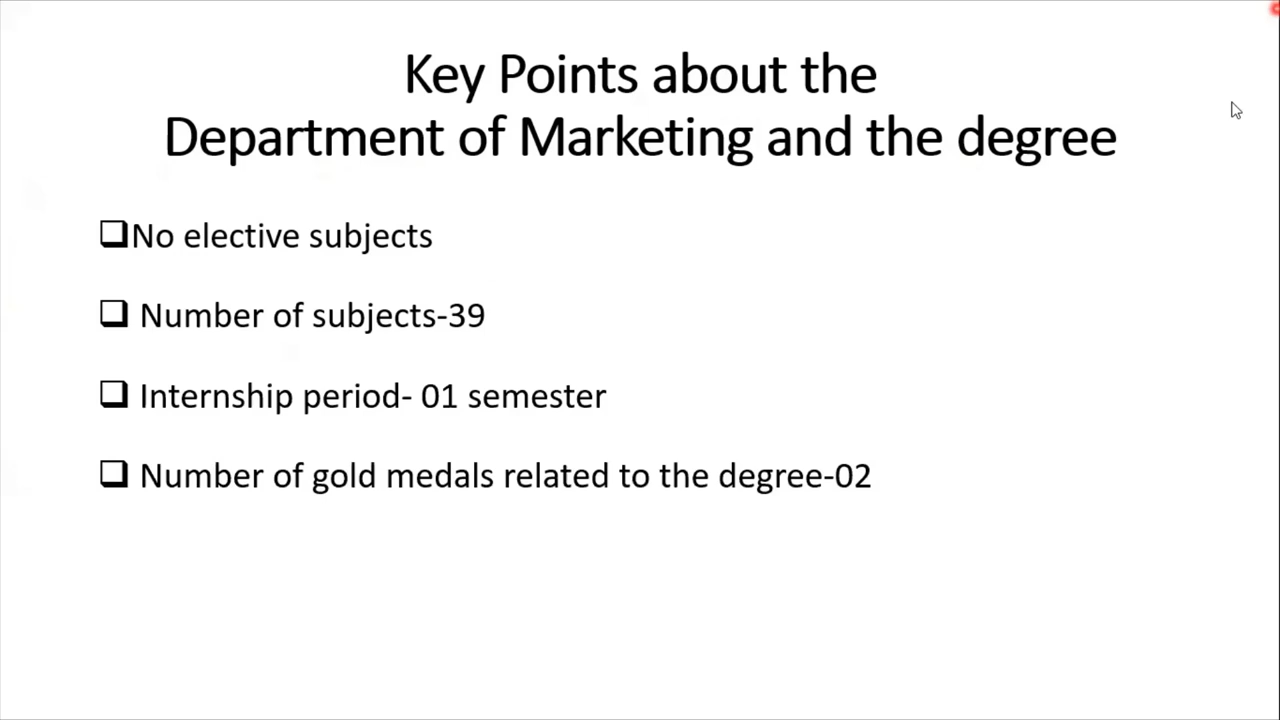 Key Points about the
Department of Marketing and the degree
❑No elective subjects
❑ Number of subjects-39
❑ Internship period- 01 semester
❑ Number of gold medals related to the degree-02